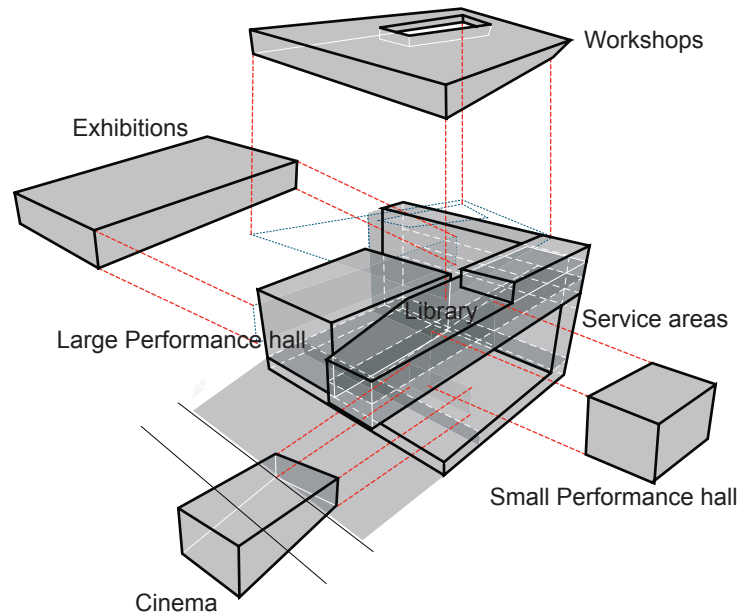 Workshops
Exhibitions
Library
Service areas
Large Performance hall
Small Performance hall
Cinema